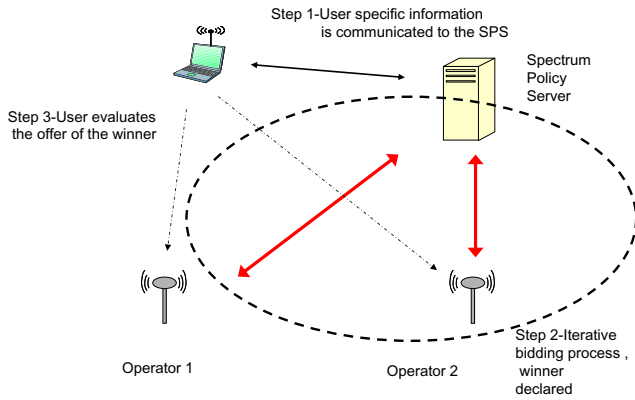 Step 1-User specific information
is communicated to the SPS
Spectrum
Policy
Server
Step 3-User evaluates
the offer of the winner
Step 2-Iterative
bidding process ,
winner
declared
Operator 1
Operator 2